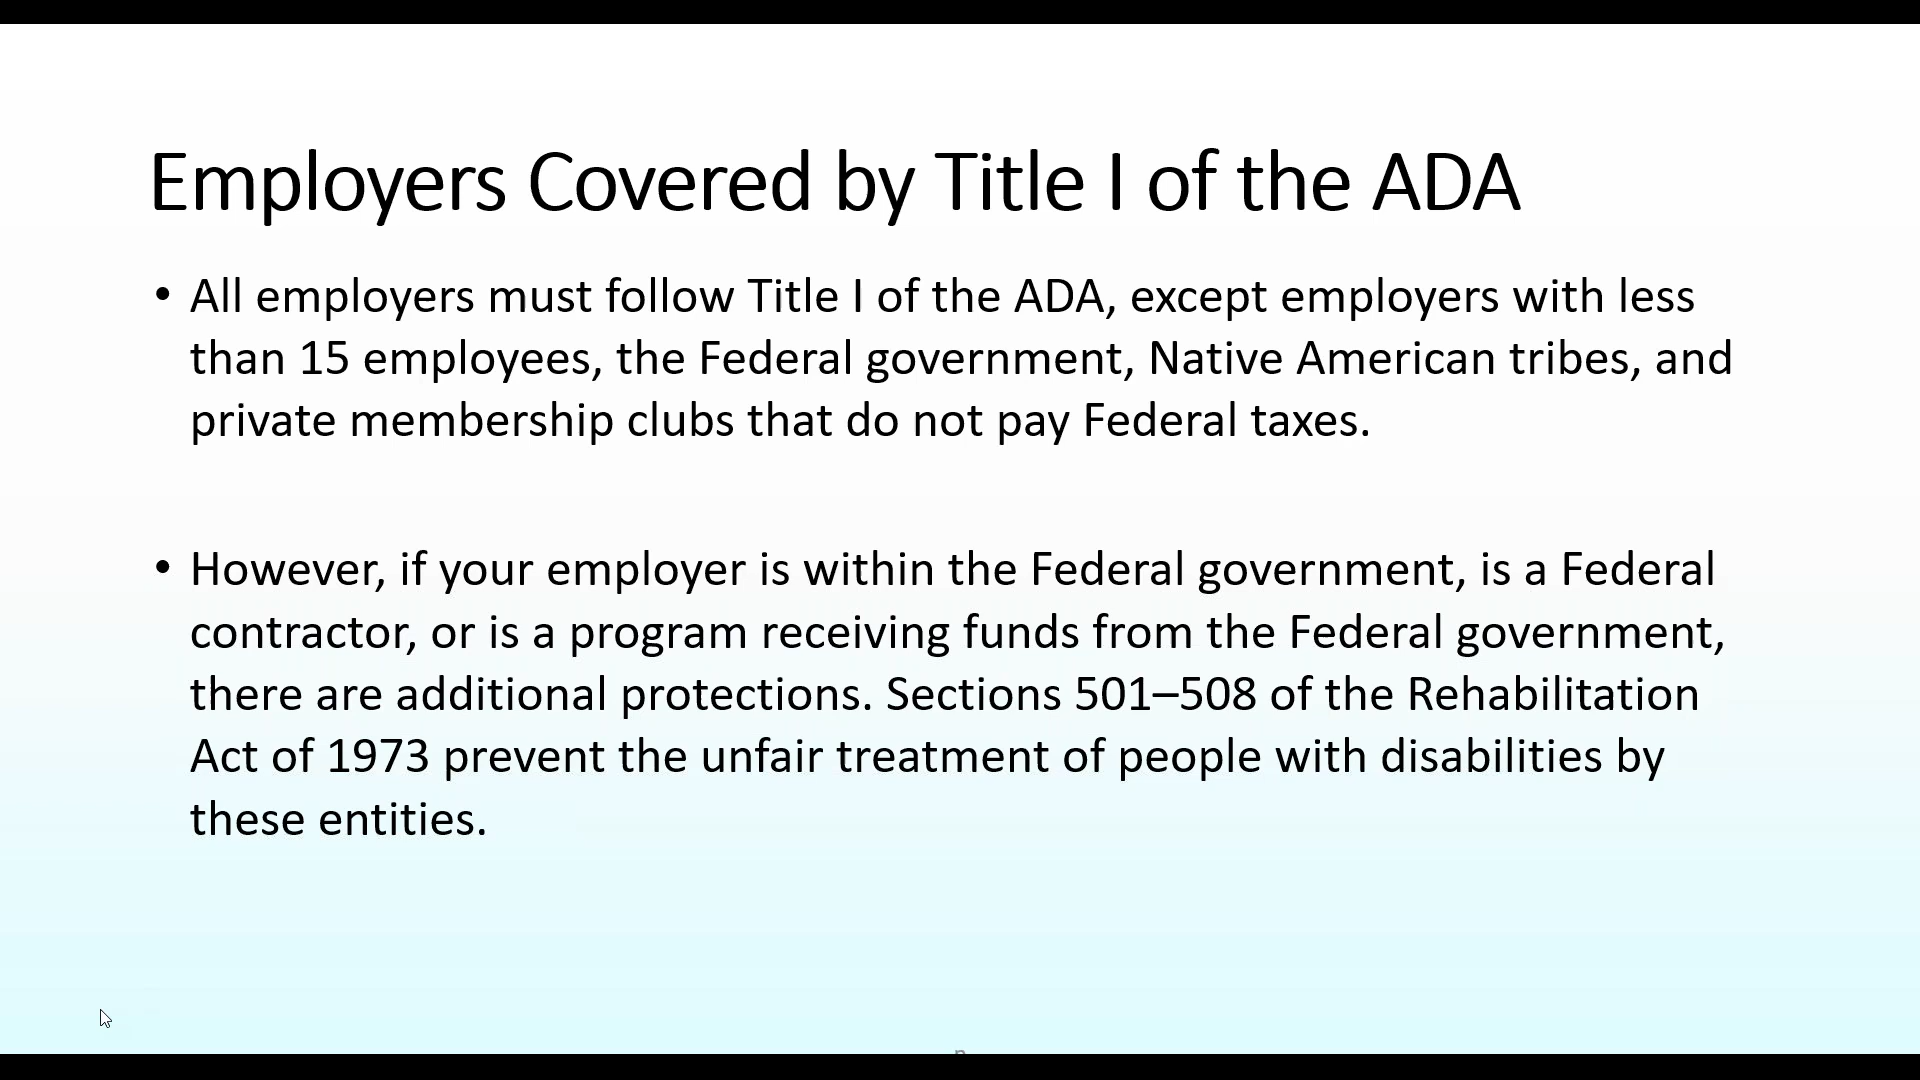 Employers Covered by Title I of the ADA
• All employers must follow Title I of the ADA, except employers with less
than 15 employees, the Federal government, Native American tribes, and
private membership clubs that do not pay Federal taxes.
• However, if your employer is within the Federal government, is a Federal
contractor, or is a program receiving funds from the Federal government,
there are additional protections. Sections 501–508 of the Rehabilitation
Act of 1973 prevent the unfair treatment of people with disabilities by
these entities.